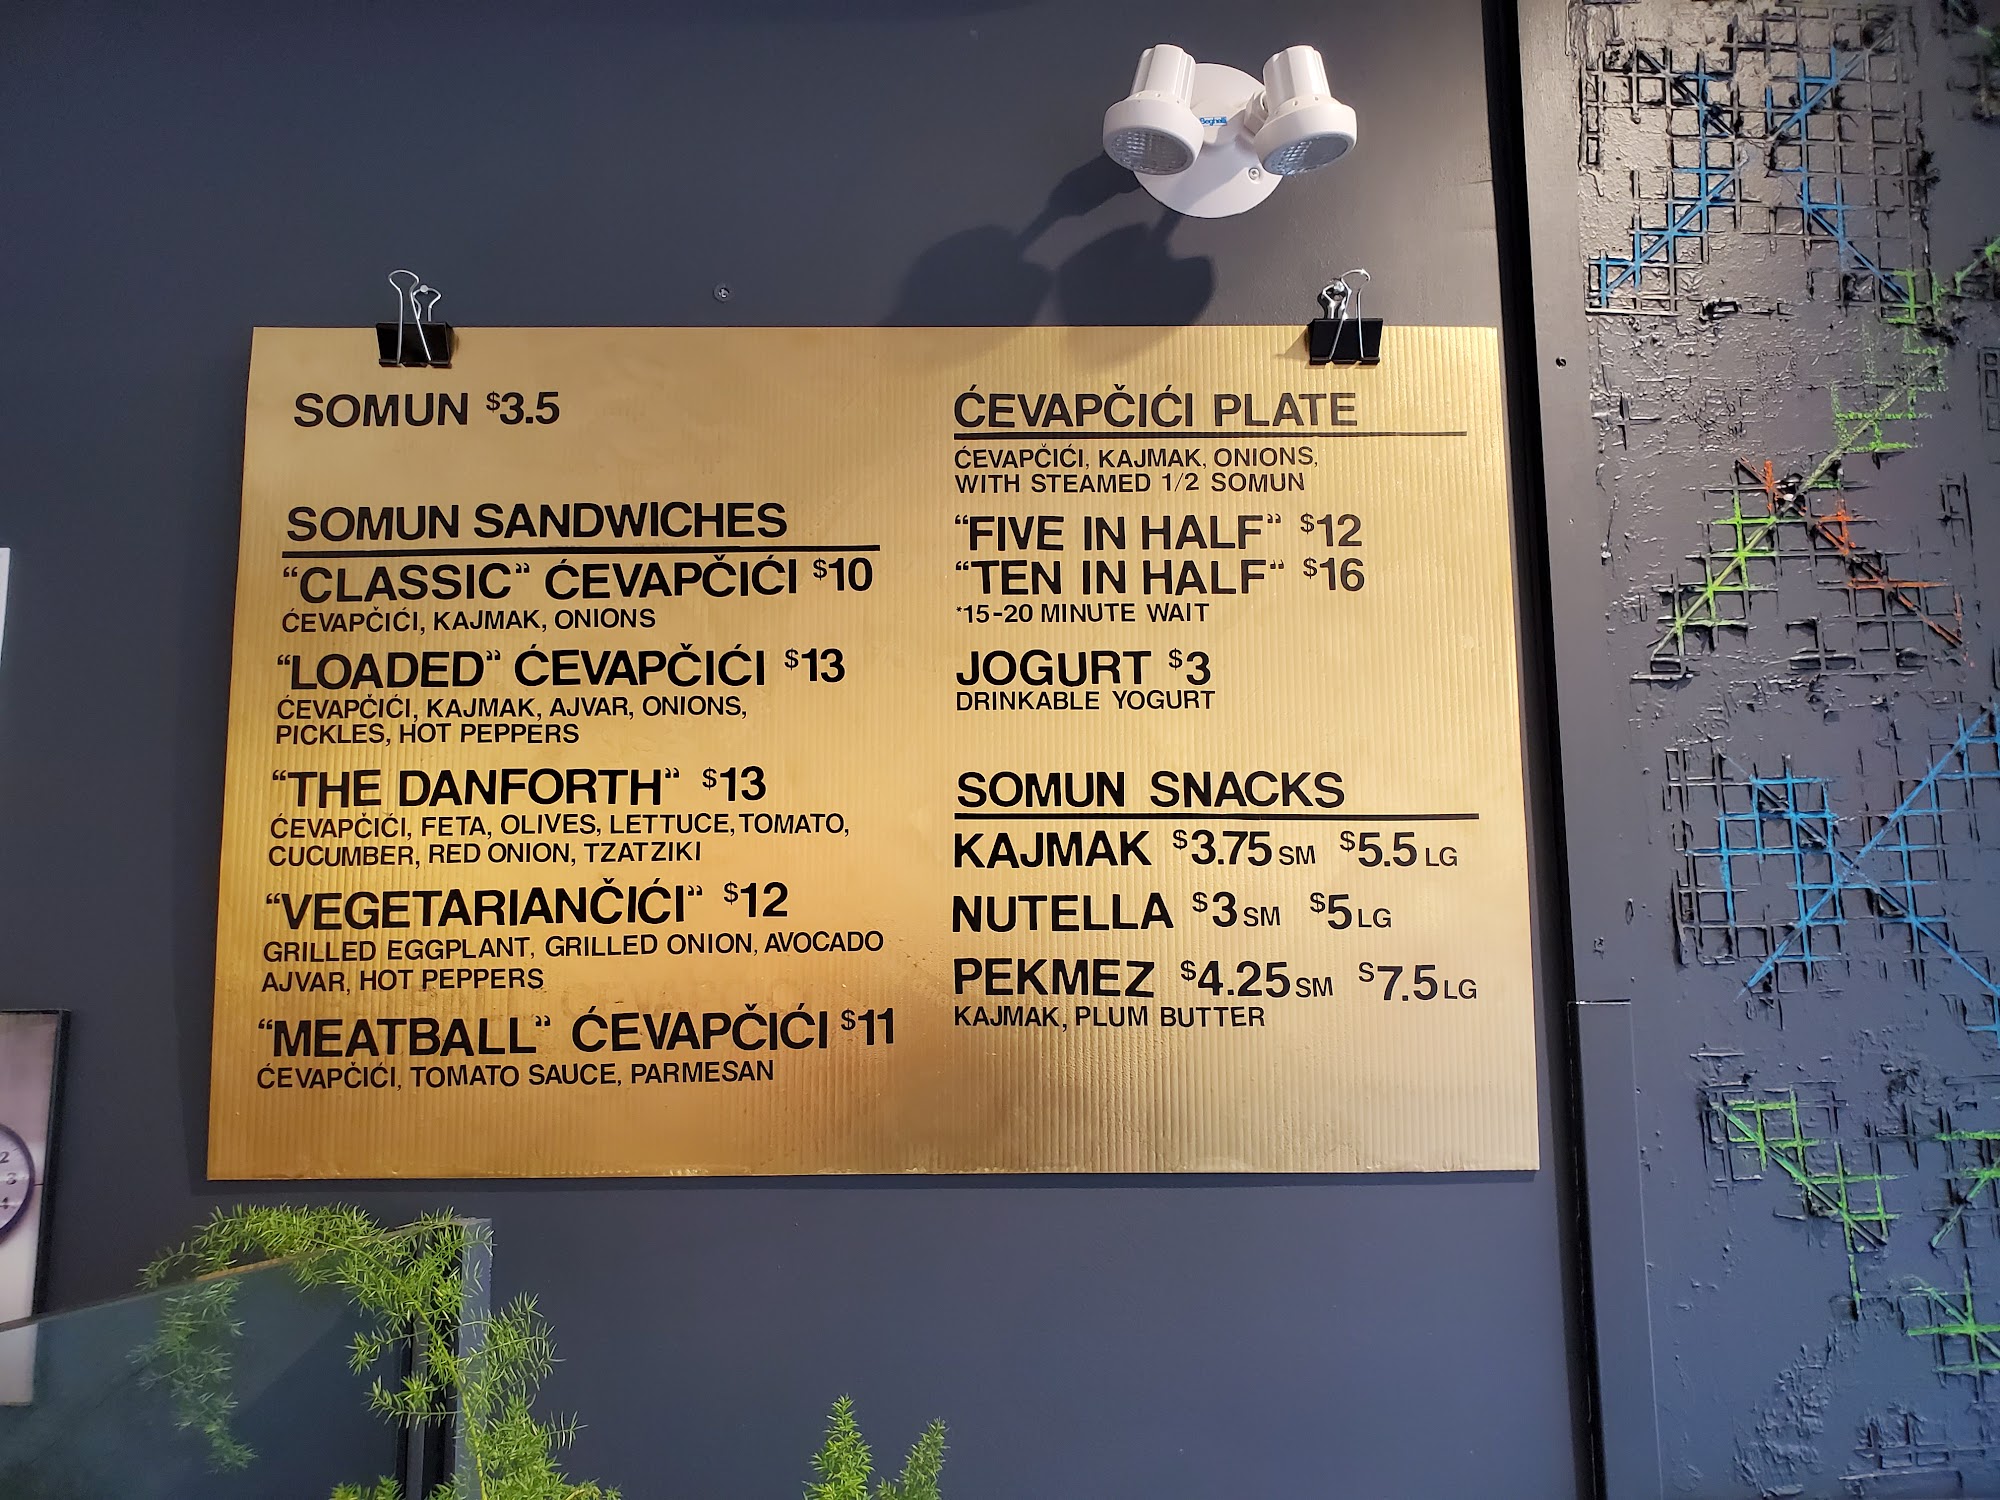 Beghelli
SOMUN $3.5
SOMUN SANDWICHES
“CLASSIC” ĆEVAPČIĆI $10
ĆEVAPČIĆI, KAJMAK, ONIONS
“LOADED” ĆEVAPČIĆI $13
ĆEVAPČIĆI, KAJMAK, AJVAR, ONIONS,
PICKLES, HOT PEPPERS
“THE DANFORTH” $13
ĆEVAPČIĆI, FETA, OLIVES, LETTUCE, TOMATO,
CUCUMBER, RED ONION, TZATZIKI
“VEGETARIANČIĆI” $12
GRILLED EGGPLANT, GRILLED ONION, AVOCADO
AJVAR, HOT PEPPERS
“MEATBALL” ĆEVAPČIĆI $11
ĆEVAPČIĆI, TOMATO SAUCE, PARMESAN
ĆEVAPČIĆI PLATE
ĆEVAPČIĆI, KAJMAK, ONIONS,
WITH STEAMED 1/2 SOMUN
“FIVE IN HALF” $12
“TEN IN HALF” $16
*15-20 MINUTE WAIT
JOGURT $3
DRINKABLE YOGURT
SOMUN SNACKS
KAJMAK $3.75 SM $5.5 LG
NUTELLA $3 SM $5 LG
PEKMEZ $4.25 SM $7.5 LG
KAJMAK, PLUM BUTTER
2
3
4